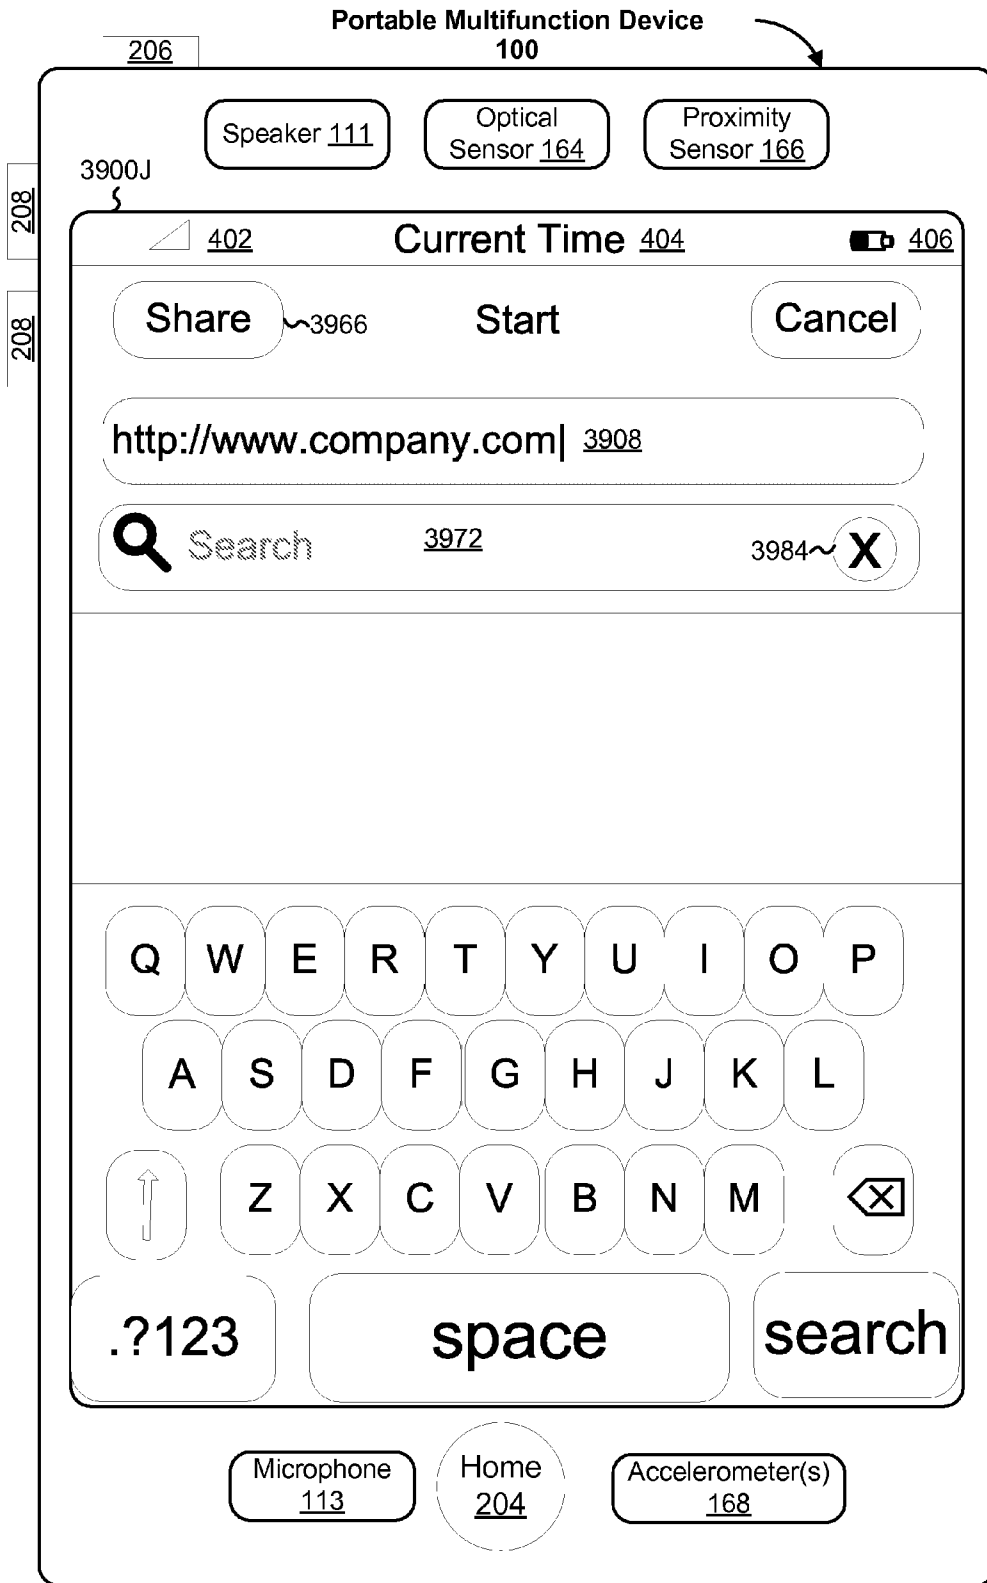 Portable Multifunction Device
100
206
Speaker 111
Optical
Sensor 164
Proximity
Sensor 166
3900J
208
208
402
Current Time 404
406
Share
3966
Start
Cancel
http://www.company.com 3908
Search
3972
3984
X
Q W E R T Y U I O P
A S D F G H J K L
Z X C V B N M
.?123
space
search
Microphone
113
Home
204
Accelerometer(s)
168